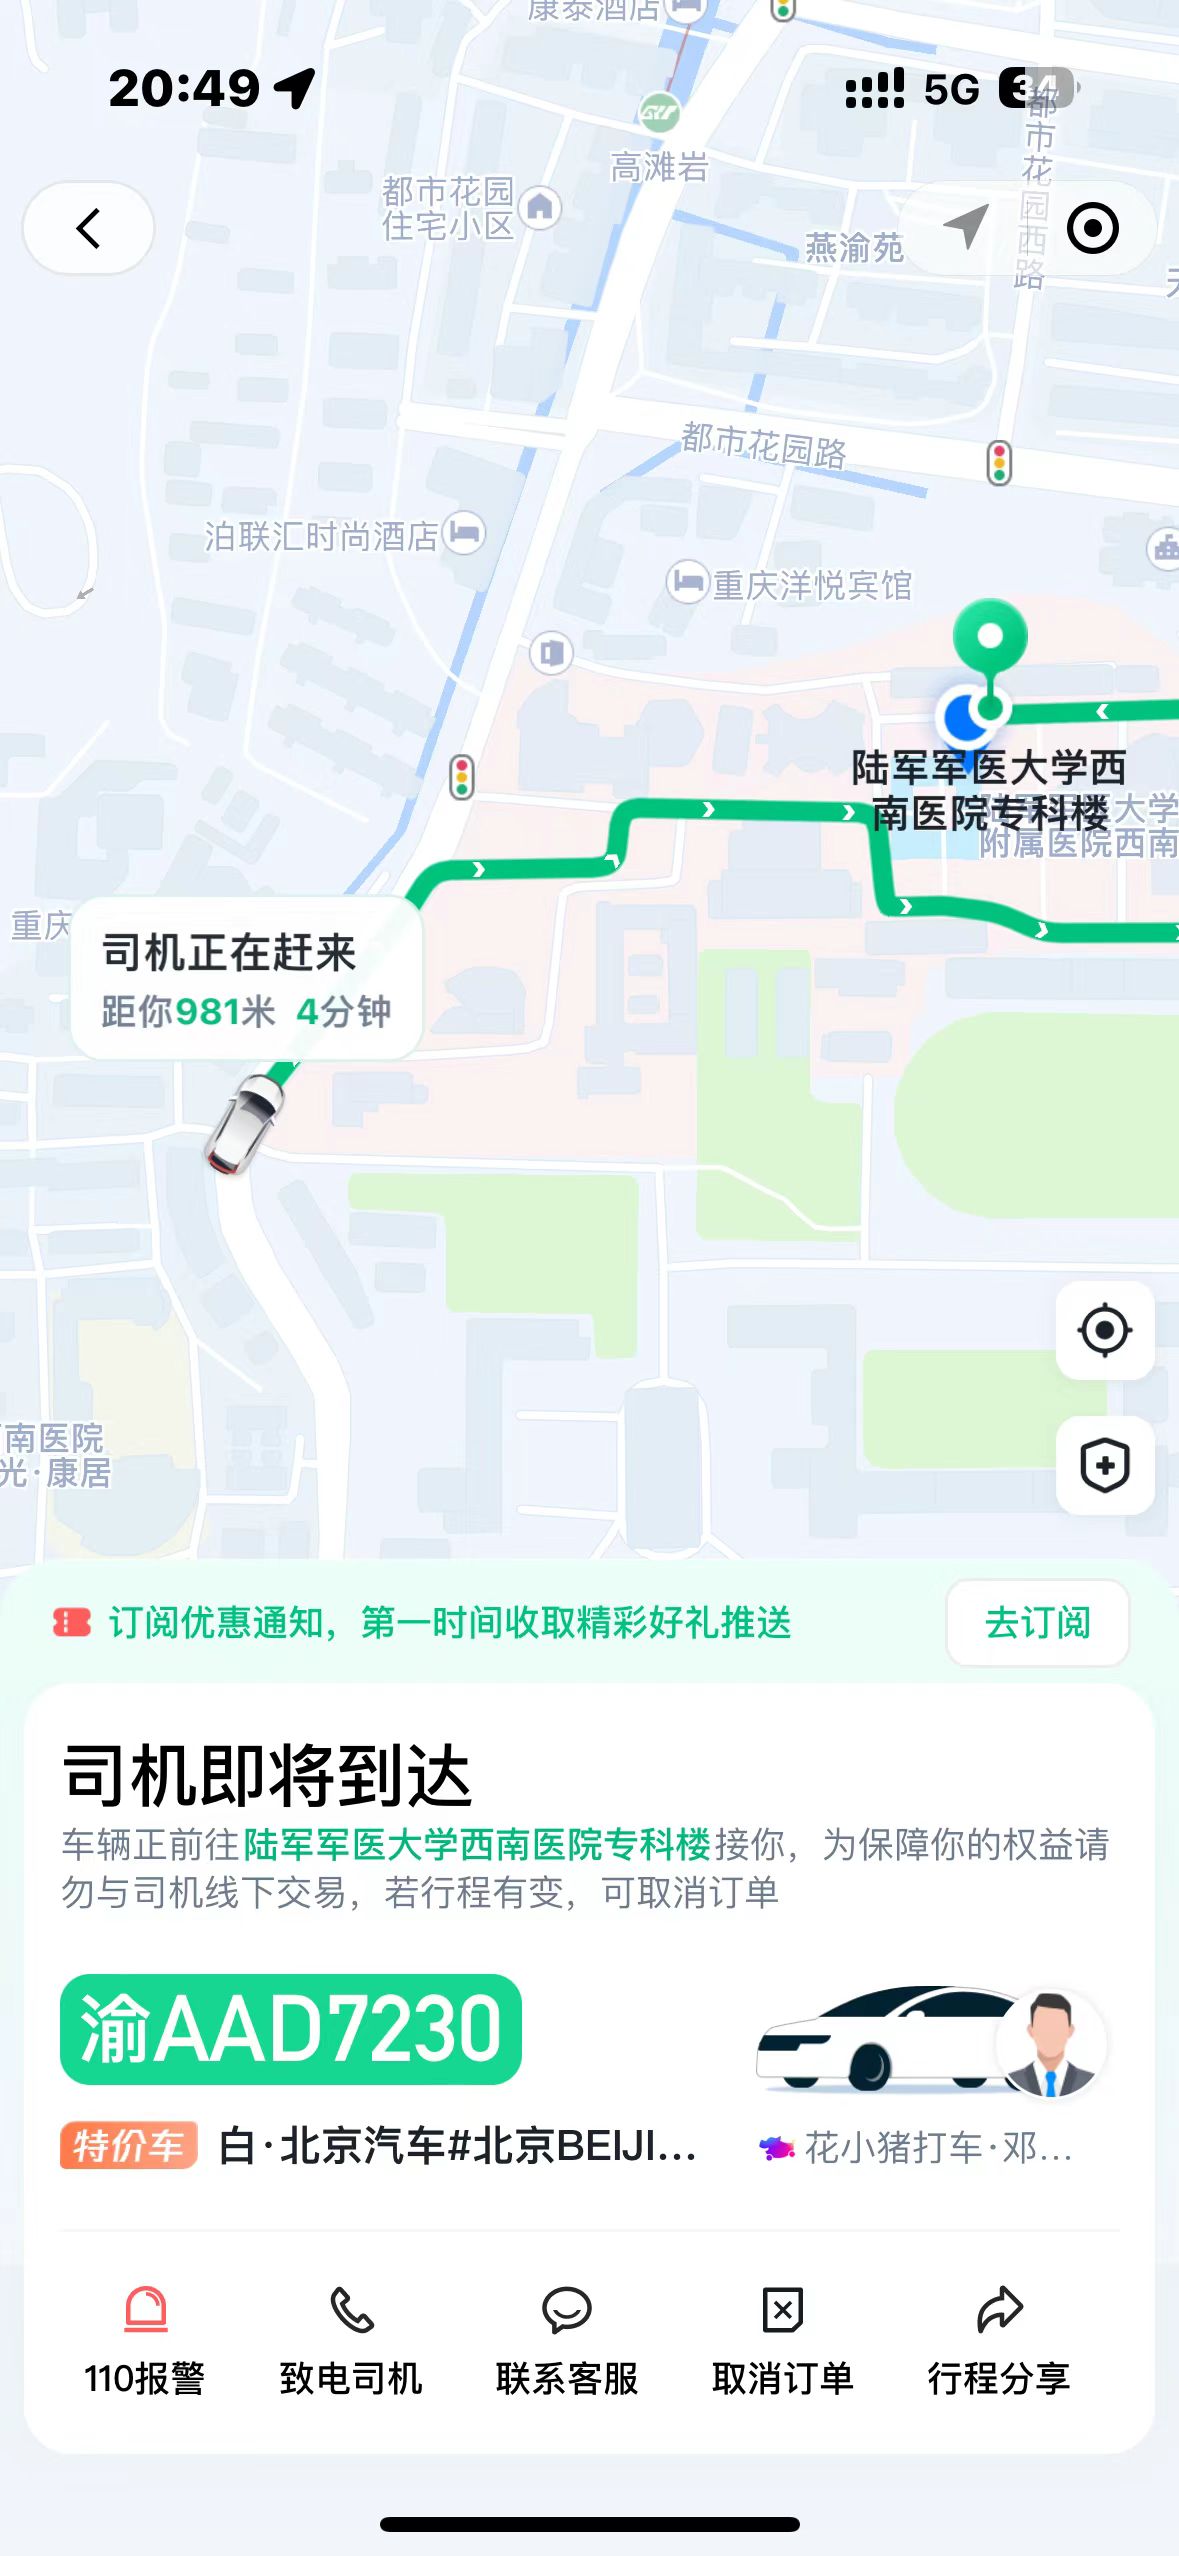 康泰酒店
20:49
5G
34
高滩岩
都市花园
住宅小区
都市花园西路
燕渝苑
都市花园路
泊联汇时尚酒店
重庆洋悦宾馆
陆军军医大学西
南医院专科楼
大学
附属医院西南
重庆
司机正在赶来
距你981米 4分钟
南医院
光·康居
订阅优惠通知，第一时间收取精彩好礼推送
去订阅
司机即将到达
车辆正前往陆军军医大学西南医院专科楼接你，为保障你的权益请
勿与司机线下交易，若行程有变，可取消订单
渝AAD7230
特价车 白·北京汽车#北京BEIJI...
花小猪打车·邓...
110报警
致电司机
联系客服
取消订单
行程分享